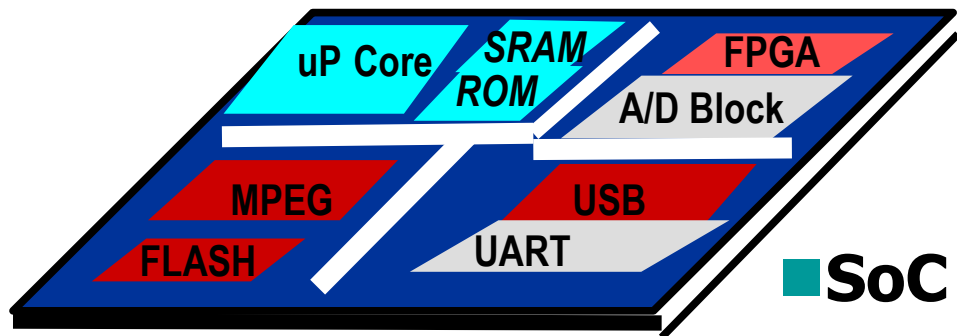 uP Core
SRAM
ROM
FPGA
A/D Block
MPEG
FLASH
USB
UART
SoC